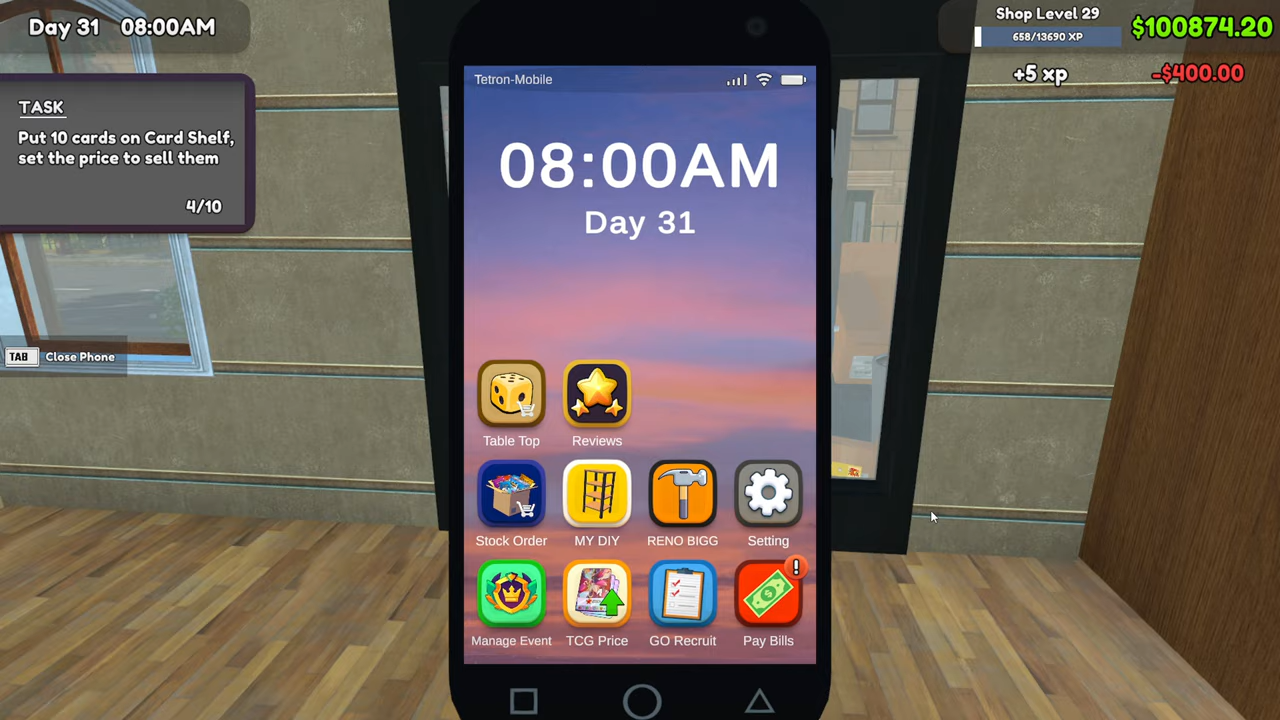 Day 31 08:00AM
Shop Level 29
658/13690 XP
$100874.20
+5 xp
-$400.00
TASK
Put 10 cards on Card Shelf,
set the price to sell them
4/10
TAB Close Phone
Tetron-Mobile
08:00AM
Day 31
Table Top
Reviews
Stock Order
MY DIY
RENO BIGG
Setting
Manage Event
TCG Price
GO Recruit
!
Pay Bills